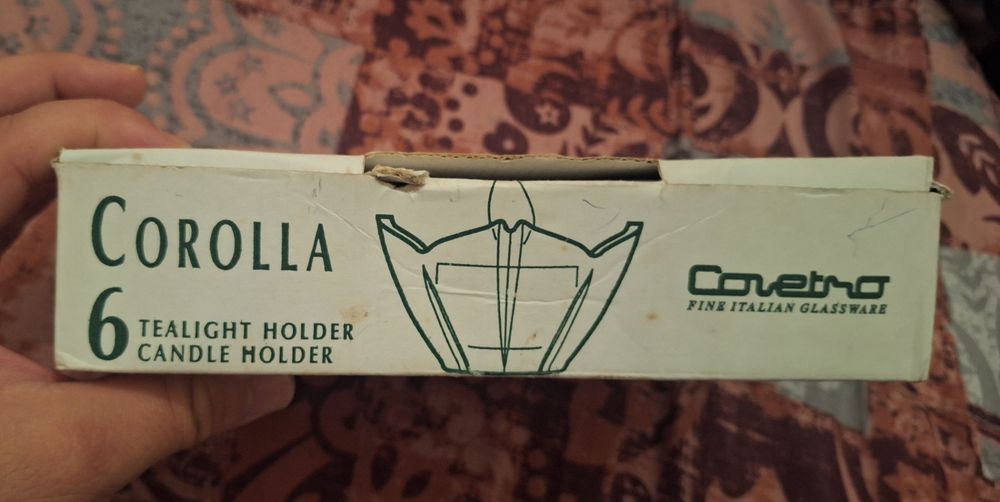 COROLLA
6 TEALIGHT HOLDER
CANDLE HOLDER
Covetro
FINE ITALIAN GLASSWARE